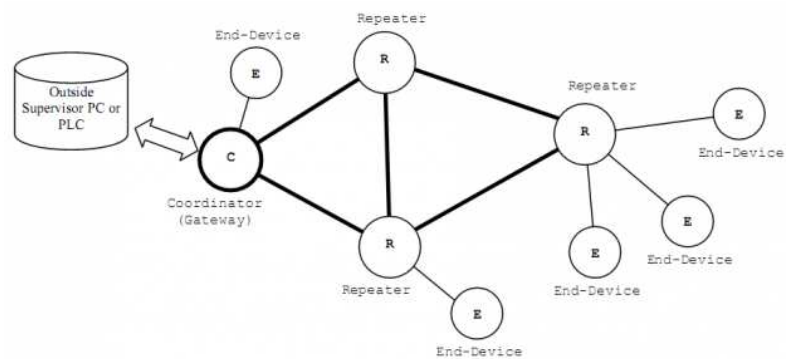 Repeater
End-Device
R
E
Outside
Supervisor PC or
PLC
Repeater
E
R
C
End-Device
Coordinator
(Gateway)
E
R
End-Device
E
Repeater
End-Device
E
End-Device